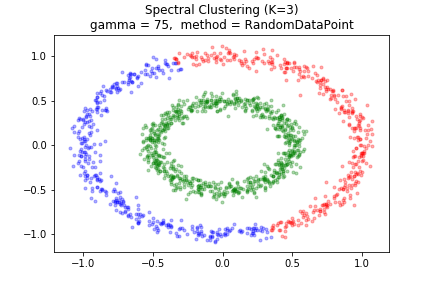 Spectral Clustering (K=3)
gamma = 75,  method = RandomDataPoint
1.0
0.5
0.0
−0.5
−1.0
−1.0 −0.5 0.0 0.5 1.0